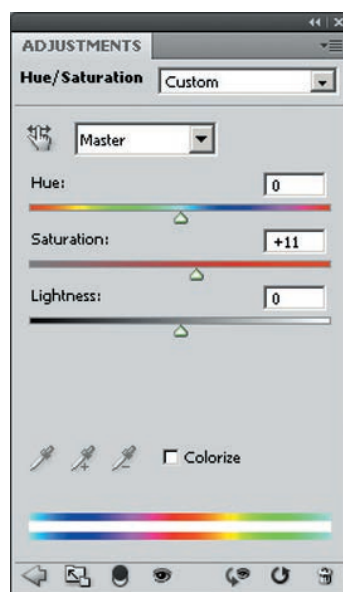 ADJUSTMENTS
Hue/Saturation Custom
Master
Hue: 0
Saturation: +11
Lightness: 0
Colorize